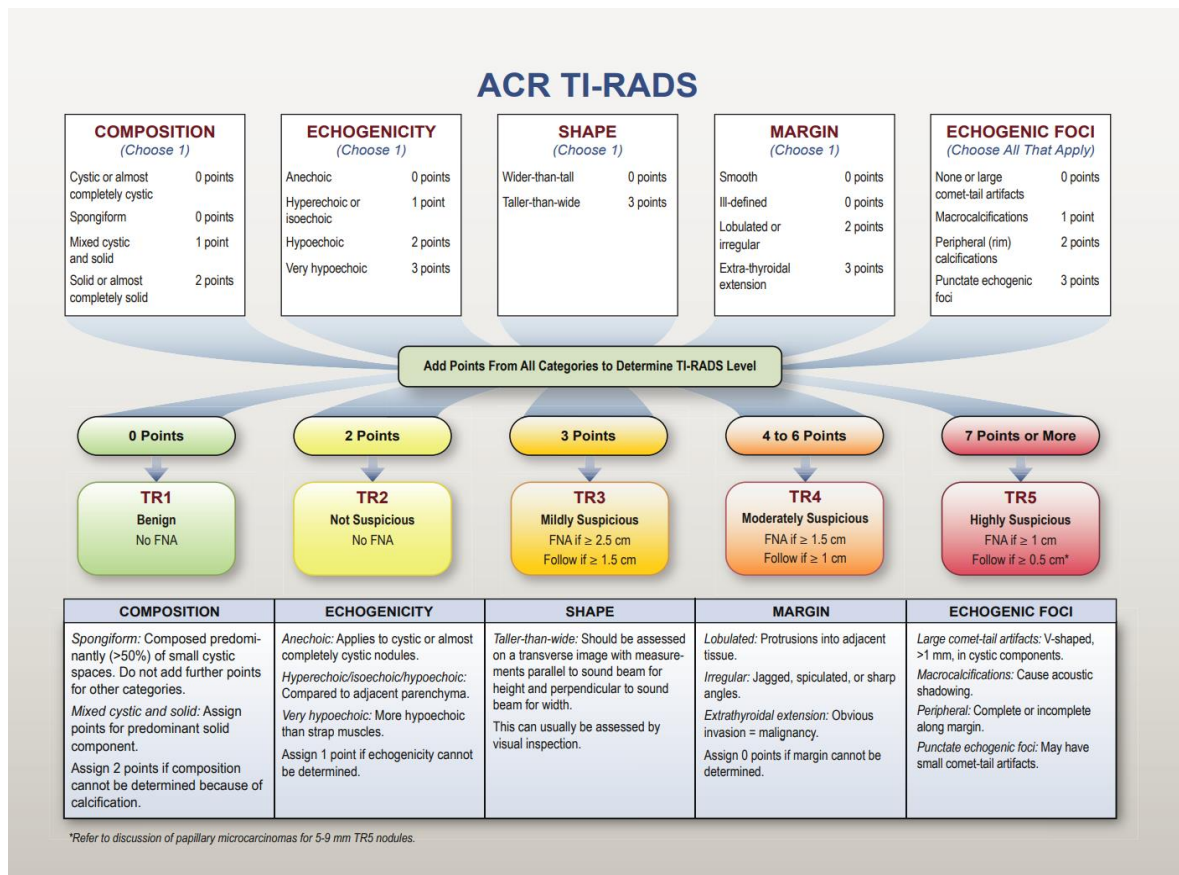 ACR TI-RADS
COMPOSITION
(Choose 1)
Cystic or almost 0 points
completely cystic
Spongiform 0 points
Mixed cystic 1 point
and solid
Solid or almost 2 points
completely solid
ECHOGENICITY
(Choose 1)
Anechoic 0 points
Hyperechoic or 1 point
isoechoic
Hypoechoic 2 points
Very hypoechoic 3 points
SHAPE
(Choose 1)
Wider-than-tall 0 points
Taller-than-wide 3 points
MARGIN
(Choose 1)
Smooth 0 points
Ill-defined 0 points
Lobulated or 2 points
irregular
Extra-thyroidal 3 points
extension
ECHOGENIC FOCI
(Choose All That Apply)
None or large 0 points
comet-tail artifacts
Macrocalcifications 1 point
Peripheral (rim) 2 points
calcifications
Punctate echogenic 3 points
foci
Add Points From All Categories to Determine TI-RADS Level
0 Points
2 Points
3 Points
4 to 6 Points
7 Points or More
TR1
Benign
No FNA
TR2
Not Suspicious
No FNA
TR3
Mildly Suspicious
FNA if ≥ 2.5 cm
Follow if ≥ 1.5 cm
TR4
Moderately Suspicious
FNA if ≥ 1.5 cm
Follow if ≥ 1 cm
TR5
Highly Suspicious
FNA if ≥ 1 cm
Follow if ≥ 0.5 cm*
COMPOSITION
Spongiform: Composed predomi-
nantly (>50%) of small cystic
spaces. Do not add further points
for other categories.
Mixed cystic and solid: Assign
points for predominant solid
component.
Assign 2 points if composition
cannot be determined because of
calcification.
ECHOGENICITY
Anechoic: Applies to cystic or almost
completely cystic nodules.
Hyperechoic/isoechoic/hypoechoic:
Compared to adjacent parenchyma.
Very hypoechoic: More hypoechoic
than strap muscles.
Assign 1 point if echogenicity cannot
be determined.
SHAPE
Taller-than-wide: Should be assessed
on a transverse image with measure-
ments parallel to sound beam for
height and perpendicular to sound
beam for width.
This can usually be assessed by
visual inspection.
MARGIN
Lobulated: Protrusions into adjacent
tissue.
Irregular: Jagged, spiculated, or sharp
angles.
Extrathyroidal extension: Obvious
invasion = malignancy.
Assign 0 points if margin cannot be
determined.
ECHOGENIC FOCI
Large comet-tail artifacts: V-shaped,
>1 mm, in cystic components.
Macrocalcifications: Cause acoustic
shadowing.
Peripheral: Complete or incomplete
along margin.
Punctate echogenic foci: May have
small comet-tail artifacts.
*Refer to discussion of papillary microcarcinomas for 5-9 mm TR5 nodules.